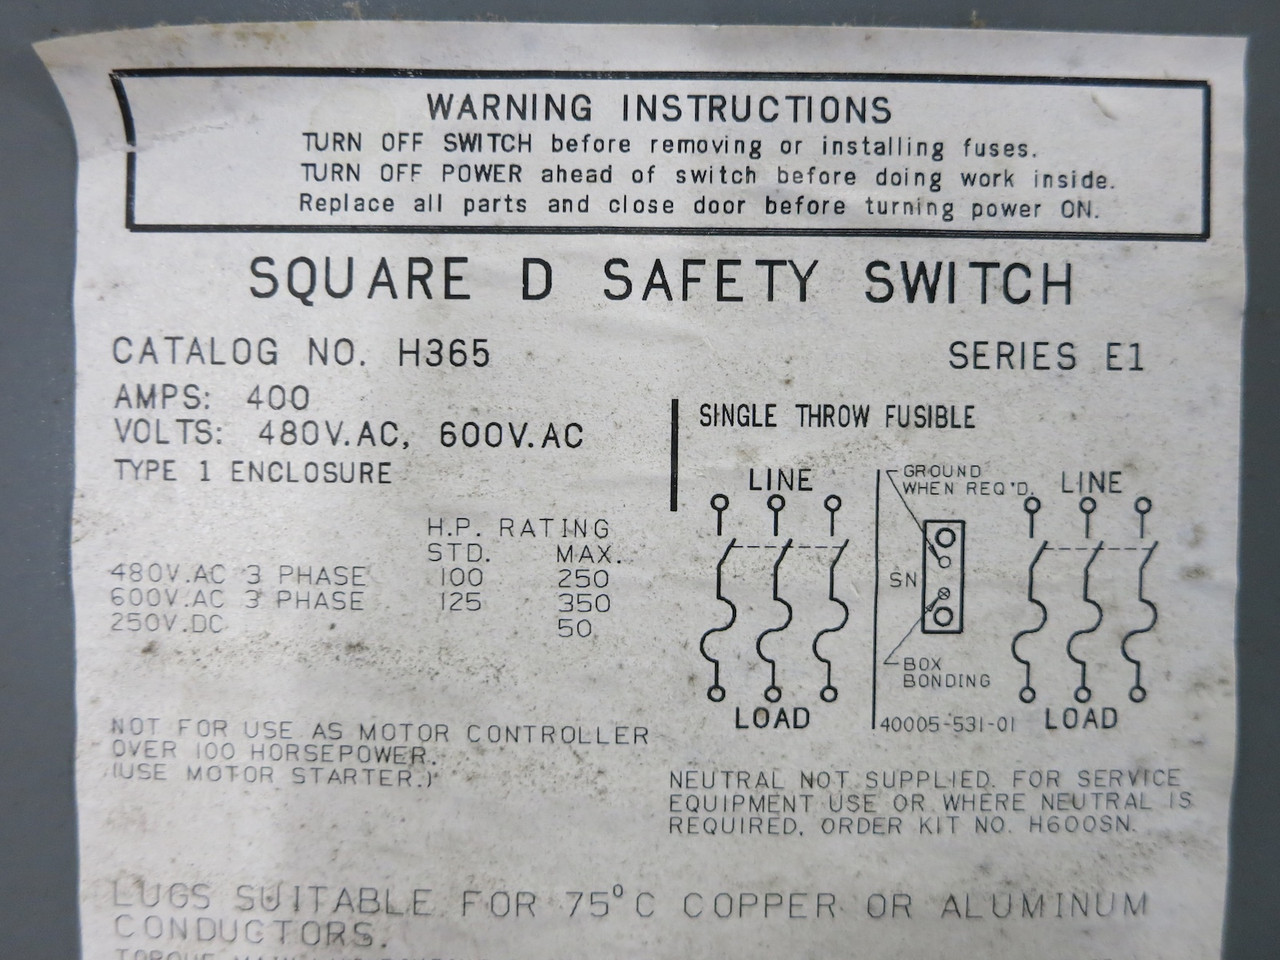 WARNING INSTRUCTIONS
TURN OFF SWITCH before removing or installing fuses.
TURN OFF POWER ahead of switch before doing work inside.
Replace all parts and close door before turning power ON.
SQUARE D SAFETY SWITCH
CATALOG NO. H365
SERIES E1
AMPS: 400
VOLTS: 480V.AC, 600V.AC
TYPE 1 ENCLOSURE
H.P. RATING
STD. MAX.
480V.AC 3 PHASE 100 250
600V.AC 3 PHASE 125 350
250V.DC 50
NOT FOR USE AS MOTOR CONTROLLER
OVER 100 HORSEPOWER.
(USE MOTOR STARTER.)
SINGLE THROW FUSIBLE
LINE
LOAD
GROUND
WHEN REQ'D.
SN
BOX
BONDING
40005-531-01
LINE
LOAD
NEUTRAL NOT SUPPLIED. FOR SERVICE
EQUIPMENT USE OR WHERE NEUTRAL IS
REQUIRED, ORDER KIT NO. H600SN.
LUGS SUITABLE FOR 75°C COPPER OR ALUMINUM
CONDUCTORS.